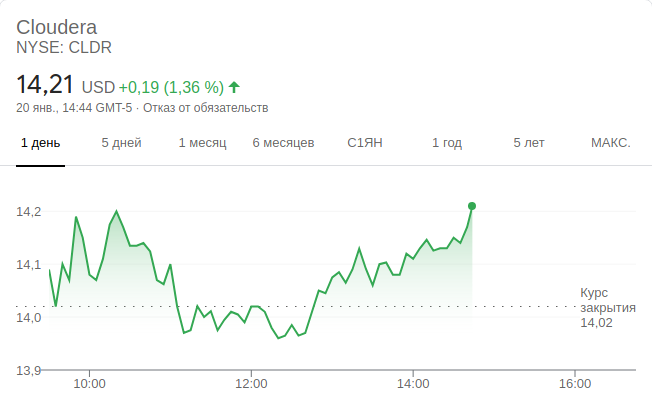 Cloudera
NYSE: CLDR
14,21 USD +0,19 (1,36 %)
20 янв., 14:44 GMT-5 · Отказ от обязательств
1 день 5 дней 1 месяц 6 месяцев С1ЯН 1 год 5 лет МАКС.
14,2
14,1
14,0
13,9
Курс
закрытия
14,02
10:00 12:00 14:00 16:00